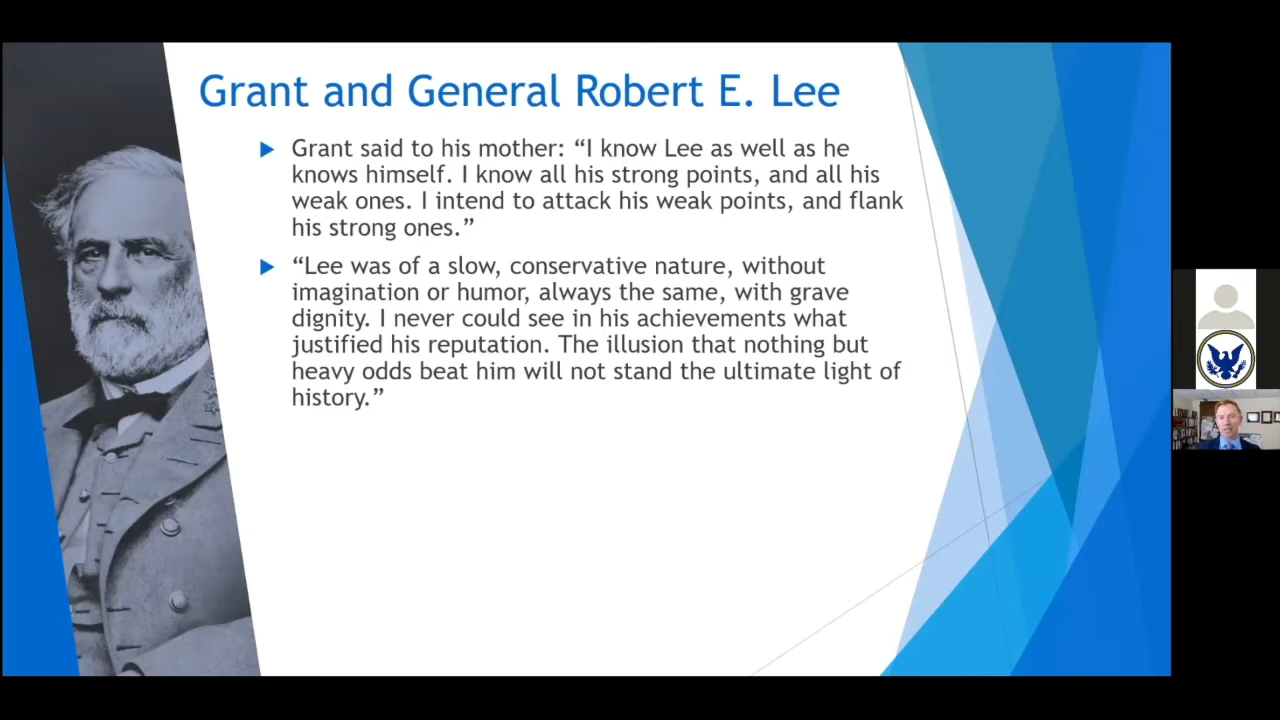 Grant and General Robert E. Lee
Grant said to his mother: “I know Lee as well as he
knows himself. I know all his strong points, and all his
weak ones. I intend to attack his weak points, and flank
his strong ones.”
“Lee was of a slow, conservative nature, without
imagination or humor, always the same, with grave
dignity. I never could see in his achievements what
justified his reputation. The illusion that nothing but
heavy odds beat him will not stand the ultimate light of
history.”